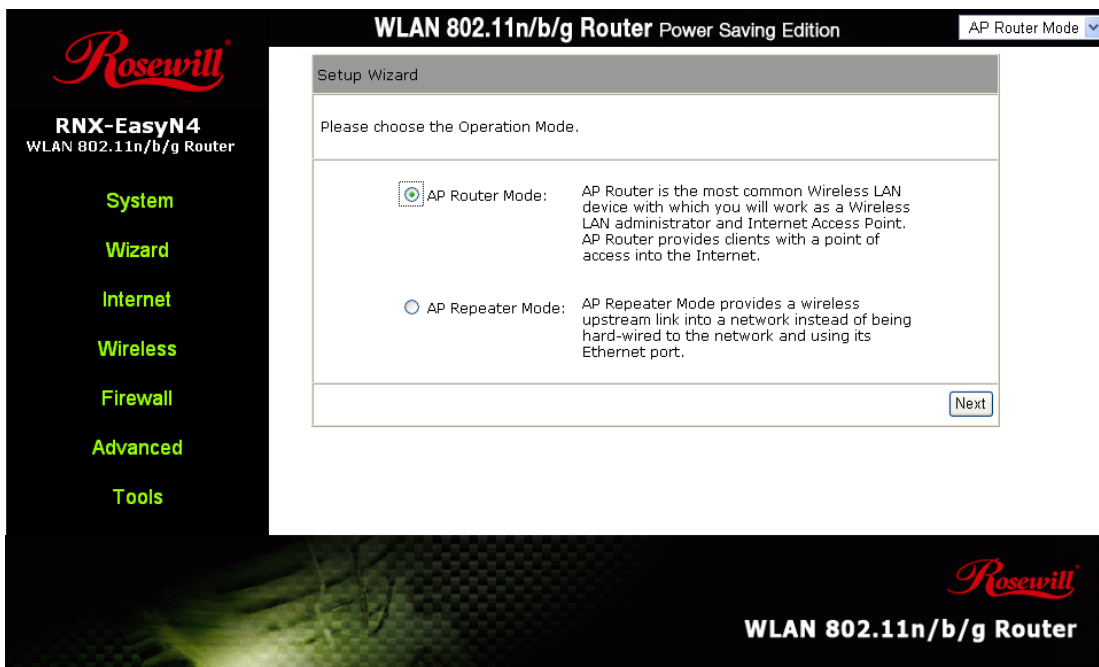 WLAN 802.11n/b/g Router Power Saving Edition
AP Router Mode
Rosewill
RNX-EasyN4
WLAN 802.11n/b/g Router
System
Wizard
Internet
Wireless
Firewall
Advanced
Tools
Setup Wizard
Please choose the Operation Mode.
AP Router Mode:
AP Router is the most common Wireless LAN
device with which you will work as a Wireless
LAN administrator and Internet Access Point.
AP Router provides clients with a point of
access into the Internet.
AP Repeater Mode:
AP Repeater Mode provides a wireless
upstream link into a network instead of being
hard-wired to the network and using its
Ethernet port.
Next
Rosewill
WLAN 802.11n/b/g Router